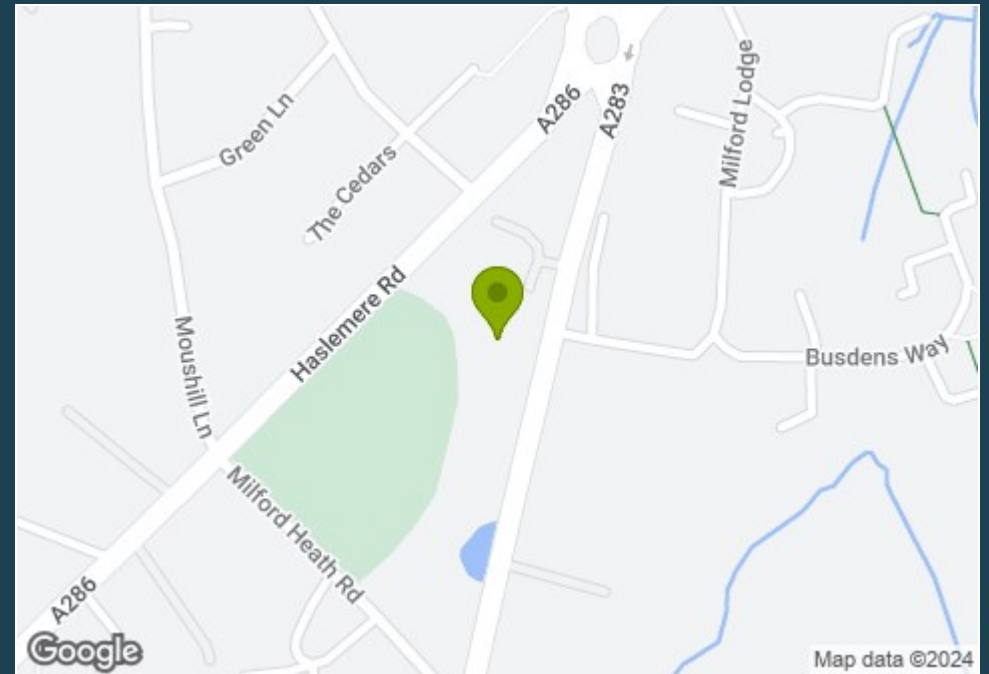 A286
A283
Milford Lodge
Green Ln
The Cedars
Haslemere Rd
Moushill Ln
Busdens Way
Milford Heath Rd
A286
Google
Map data ©2024